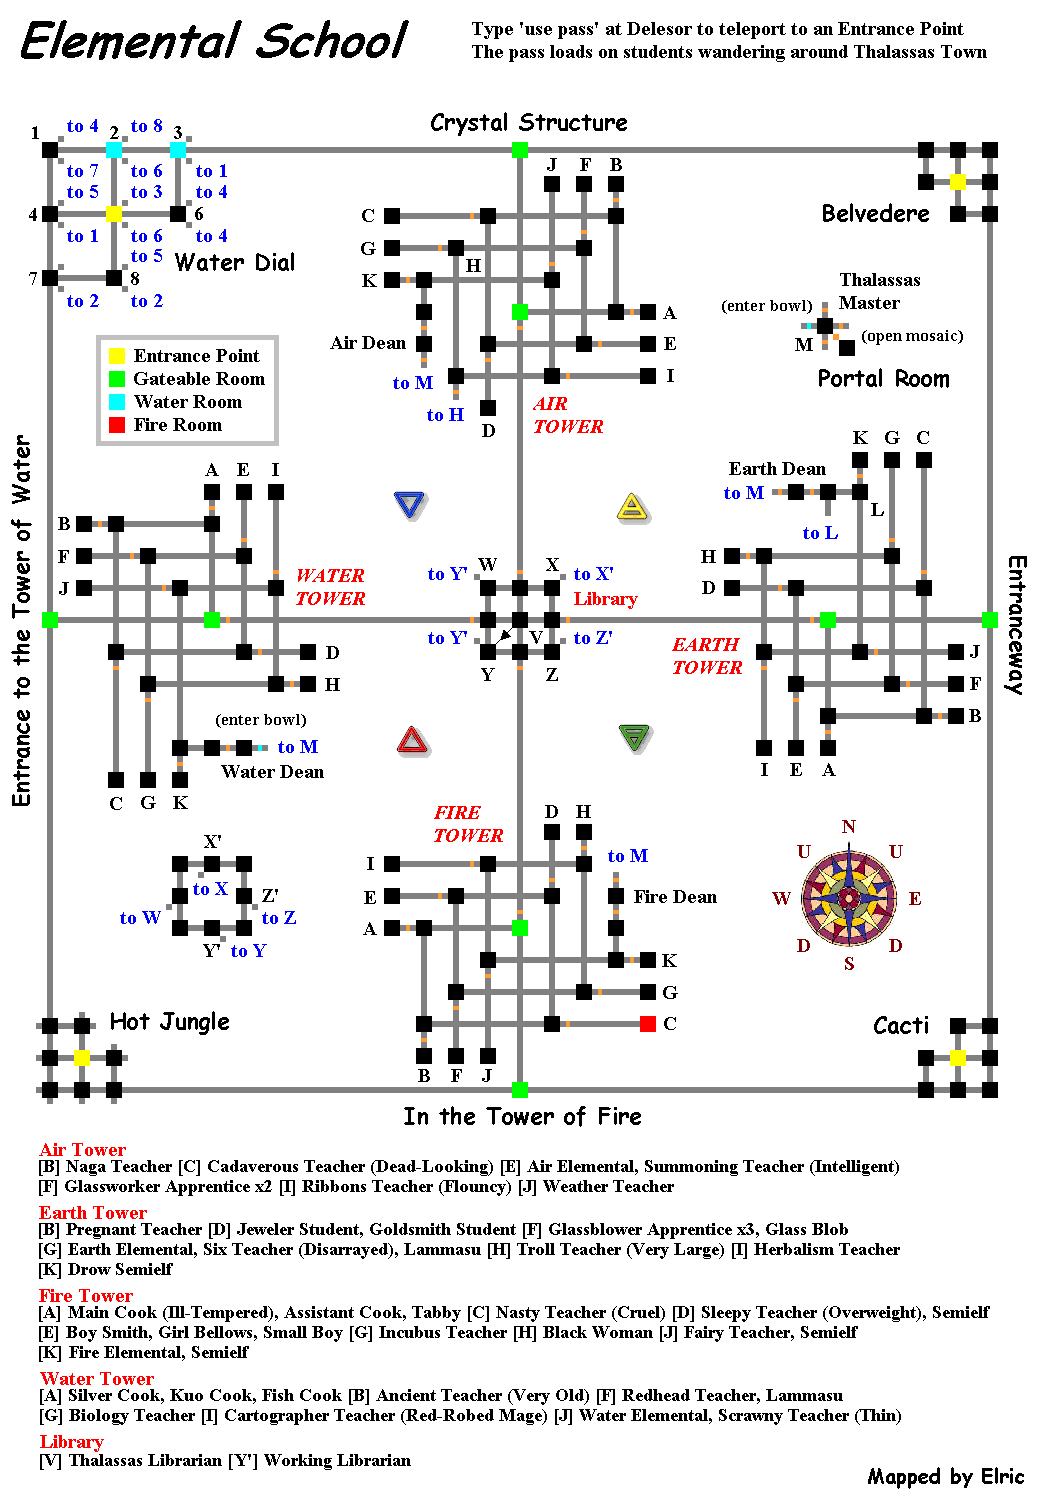 Elemental School
Type 'use pass' at Delesor to teleport to an Entrance Point
The pass loads on students wandering around Thalassas Town
Crystal Structure
1 to 4 2 to 8 3
to 7 to 6 to 1
to 5 to 3 to 4
4 6
to 1 to 6 to 4
to 5
Water Dial
7 8
to 2 to 2
J F B
C
G
H
K
A
Air Dean E
to M I
to H
D
AIR
TOWER
Belvedere
Thalassas
Master
(enter bowl)
(open mosaic)
M
Portal Room
Entrance Point
Gateable Room
Water Room
Fire Room
Entrance to the Tower of Water
A E I
B
F
J
WATER
TOWER
D
H
(enter bowl)
to M
Water Dean
C G K
W X
to Y' to X'
Library
to Y' V to Z'
Y Z
K G C
Earth Dean
to M
L
to L
H
D
EARTH
TOWER
J
F
B
I E A
Entranceway
FIRE
TOWER
D H
I
to M
E
Fire Dean
A
K
G
C
B F J
X'
to X
Z'
to W to Z
Y' to Y
N
U U
W E
D D
S
Hot Jungle
Cacti
In the Tower of Fire
Air Tower
[B] Naga Teacher [C] Cadaverous Teacher (Dead-Looking) [E] Air Elemental, Summoning Teacher (Intelligent)
[F] Glassworker Apprentice x2 [I] Ribbons Teacher (Flouncy) [J] Weather Teacher
Earth Tower
[B] Pregnant Teacher [D] Jeweler Student, Goldsmith Student [F] Glassblower Apprentice x3, Glass Blob
[G] Earth Elemental, Six Teacher (Disarrayed), Lammasu [H] Troll Teacher (Very Large) [I] Herbalism Teacher
[K] Drow Semielf
Fire Tower
[A] Main Cook (Ill-Tempered), Assistant Cook, Tabby [C] Nasty Teacher (Cruel) [D] Sleepy Teacher (Overweight), Semielf
[E] Boy Smith, Girl Bellows, Small Boy [G] Incubus Teacher [H] Black Woman [J] Fairy Teacher, Semielf
[K] Fire Elemental, Semielf
Water Tower
[A] Silver Cook, Kuo Cook, Fish Cook [B] Ancient Teacher (Very Old) [F] Redhead Teacher, Lammasu
[G] Biology Teacher [I] Cartographer Teacher (Red-Robed Mage) [J] Water Elemental, Scrawny Teacher (Thin)
Library
[V] Thalassas Librarian [Y'] Working Librarian
Mapped by Elric